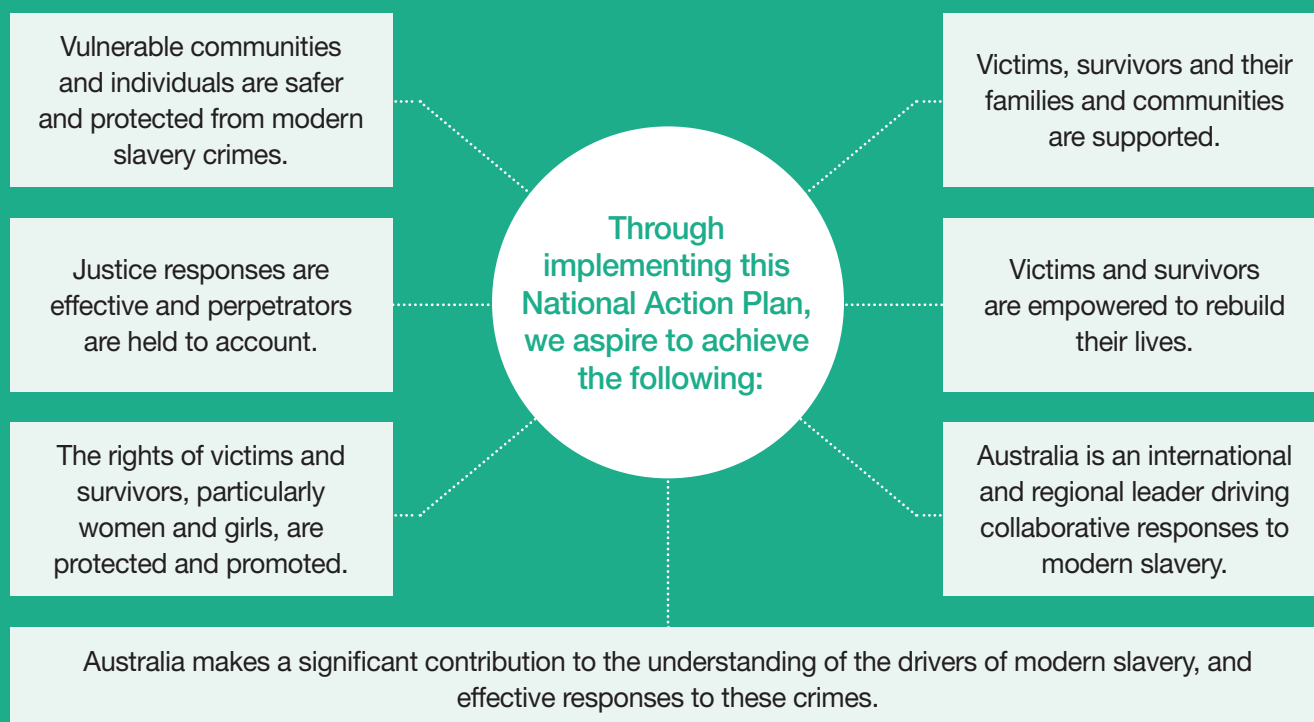 Vulnerable communities
and individuals are safer
and protected from modern
slavery crimes.
Justice responses are
effective and perpetrators
are held to account.
The rights of victims and
survivors, particularly
women and girls, are
protected and promoted.
Through
implementing this
National Action Plan,
we aspire to achieve
the following:
Victims, survivors and their
families and communities
are supported.
Victims and survivors
are empowered to rebuild
their lives.
Australia is an international
and regional leader driving
collaborative responses to
modern slavery.
Australia makes a significant contribution to the understanding of the drivers of modern slavery, and
effective responses to these crimes.